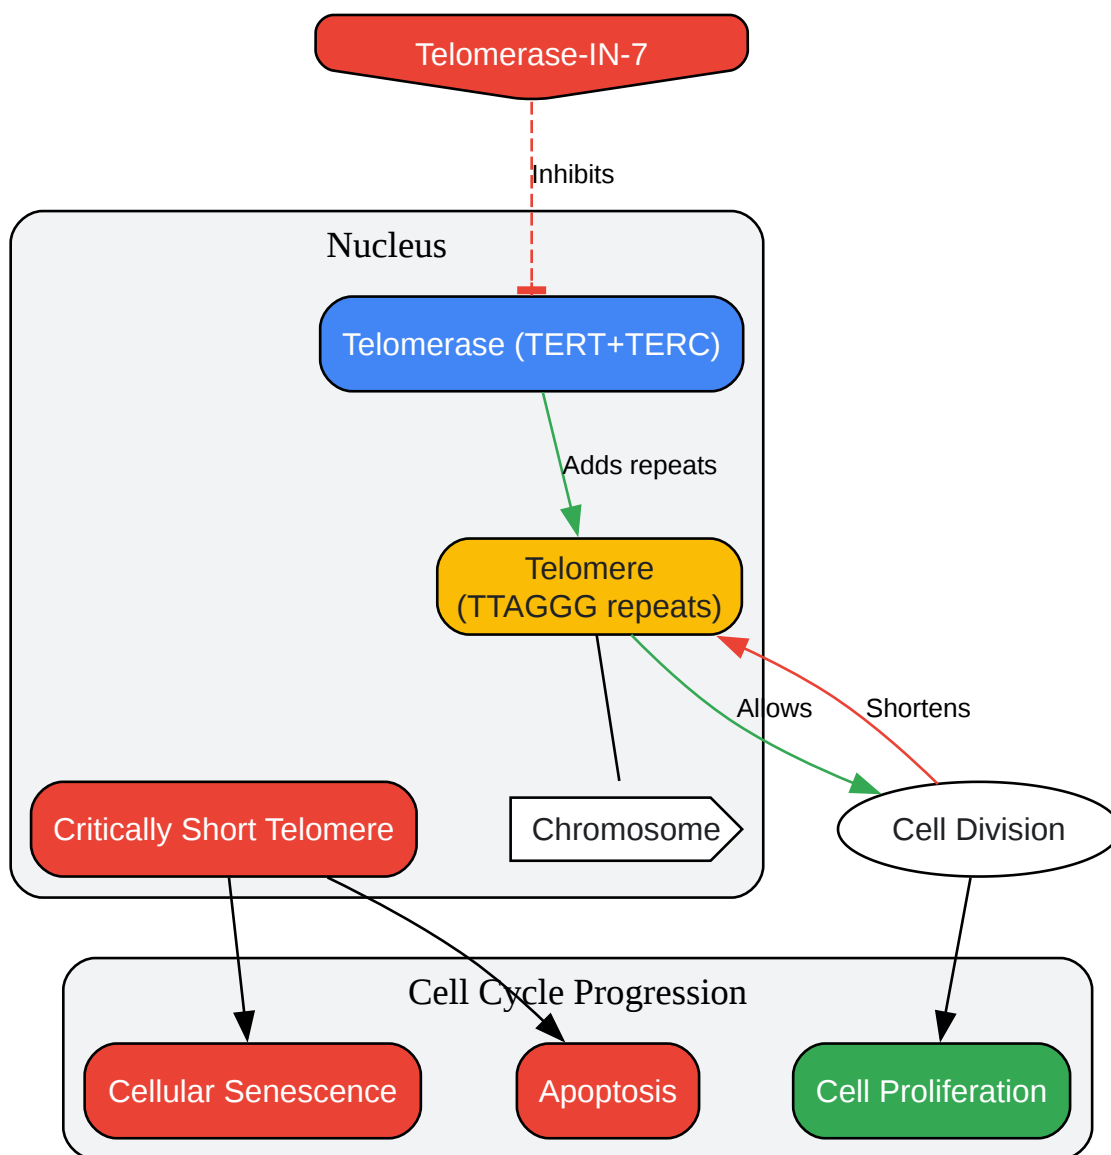 Telomerase-IN-7
Inhibits
Nucleus
Telomerase (TERT+TERC)
Adds repeats
Telomere
(TTAGGG repeats)
Allows
Shortens
Critically Short Telomere
Chromosome
Cell Division
Cell Cycle Progression
Cellular Senescence
Apoptosis
Cell Proliferation